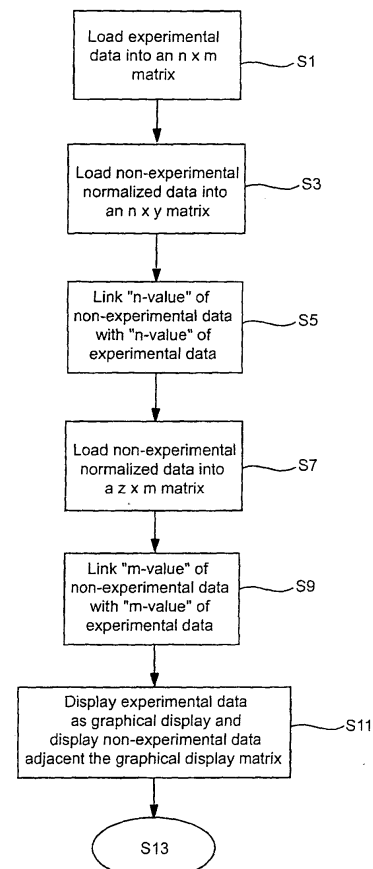 Load experimental
data into an n x m
matrix
S1
Load non-experimental
normalized data into
an n x y matrix
S3
Link "n-value" of
non-experimental data
with "n-value" of
experimental data
S5
Load non-experimental
normalized data into
a z x m matrix
S7
Link "m-value" of
non-experimental data
with "m-value" of
experimental data
S9
Display experimental data
as graphical display and
display non-experimental data
adjacent the graphical display matrix
S11
S13